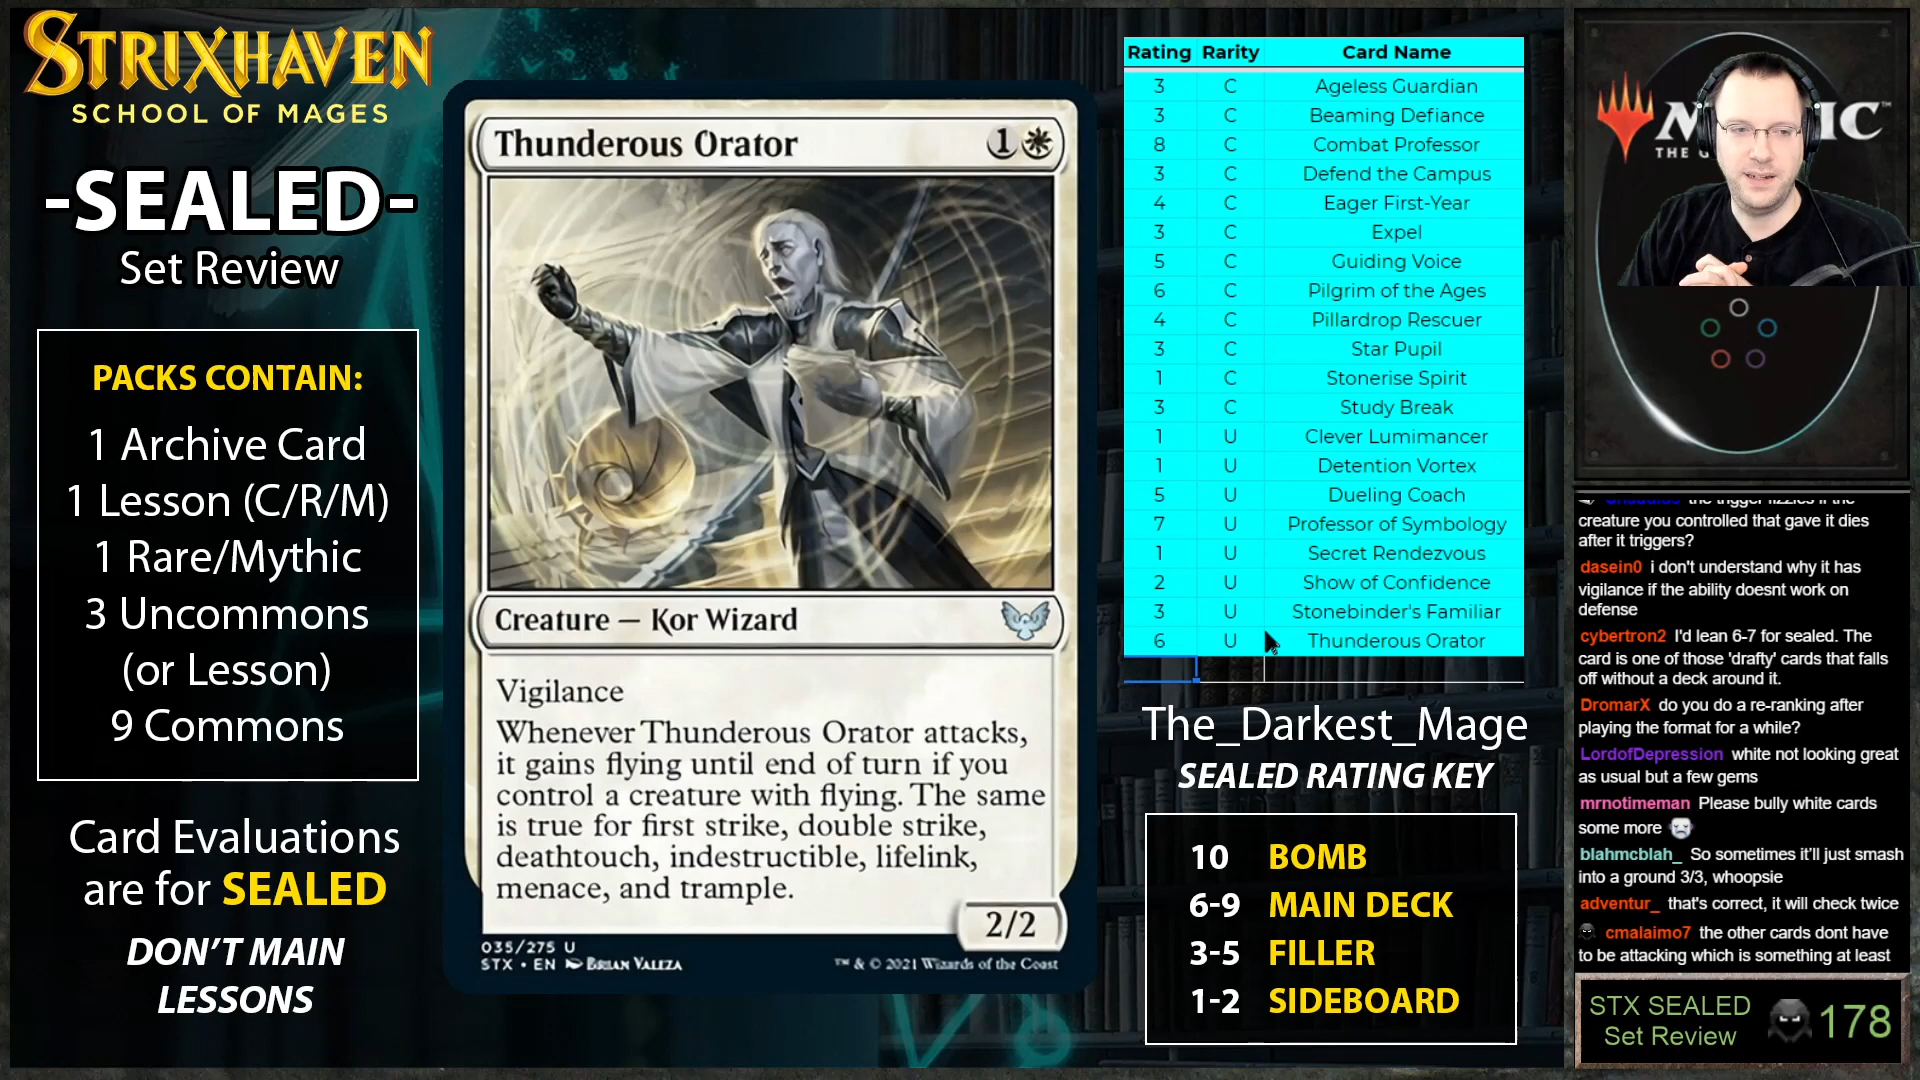 STRIXHAVEN
SCHOOL OF MAGES
-SEALED-
Set Review
PACKS CONTAIN:
1 Archive Card
1 Lesson (C/R/M)
1 Rare/Mythic
3 Uncommons
(or Lesson)
9 Commons
Card Evaluations
are for SEALED
DON'T MAIN
LESSONS
Thunderous Orator 1
Creature — Kor Wizard
Vigilance
Whenever Thunderous Orator attacks,
it gains flying until end of turn if you
control a creature with flying. The same
is true for first strike, double strike,
deathtouch, indestructible, lifelink,
menace, and trample.
2/2
035/275 U
STX • EN BRIAN VALEZA
™ & © 2021 Wizards of the Coast
Rating Rarity Card Name
3 C Ageless Guardian
3 C Beaming Defiance
8 C Combat Professor
3 C Defend the Campus
4 C Eager First-Year
3 C Expel
5 C Guiding Voice
6 C Pilgrim of the Ages
4 C Pillardrop Rescuer
3 C Star Pupil
1 C Stonerise Spirit
3 C Study Break
1 U Clever Lumimancer
1 U Detention Vortex
5 U Dueling Coach
7 U Professor of Symbology
1 U Secret Rendezvous
2 U Show of Confidence
3 U Stonebinder's Familiar
6 U Thunderous Orator
The_Darkest_Mage
SEALED RATING KEY
10 BOMB
6-9 MAIN DECK
3-5 FILLER
1-2 SIDEBOARD
THE
the trigger fizzles if the
creature you controlled that gave it dies
after it triggers?
dasein0 i don't understand why it has
vigilance if the ability doesnt work on
defense
cybertron2 I'd lean 6-7 for sealed. The
card is one of those 'drafty' cards that falls
off without a deck around it.
DromarX do you do a re-ranking after
playing the format for a while?
LordofDepression white not looking great
as usual but a few gems
mrnotimeman Please bully white cards
some more
blahmcblah_ So sometimes it'll just smash
into a ground 3/3, whoopsie
adventur_ that's correct, it will check twice
cmalaimo7 the other cards dont have
to be attacking which is something at least
STX SEALED
Set Review
178